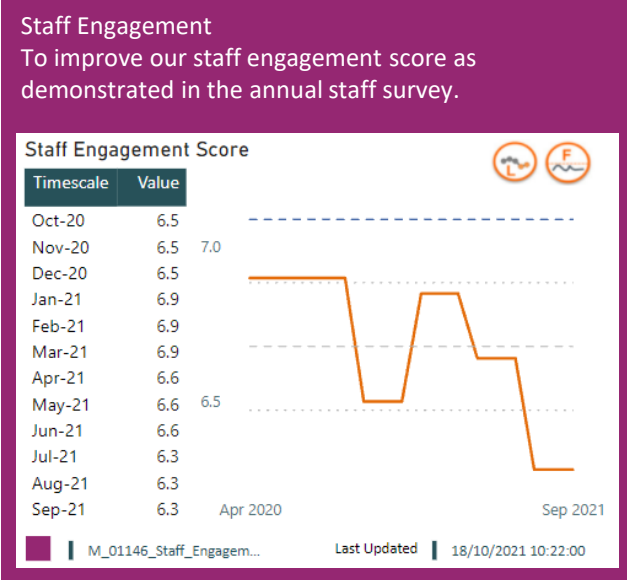 Staff Engagement
To improve our staff engagement score as
demonstrated in the annual staff survey.
Staff Engagement Score
L
F
Timescale Value
Oct-20 6.5
Nov-20 6.5
7.0
Dec-20 6.5
Jan-21 6.9
Feb-21 6.9
Mar-21 6.9
Apr-21 6.6
May-21 6.6
6.5
Jun-21 6.6
Jul-21 6.3
Aug-21 6.3
Sep-21 6.3
Apr 2020 Sep 2021
M_01146_Staff_Engagem...
Last Updated
18/10/2021 10:22:00